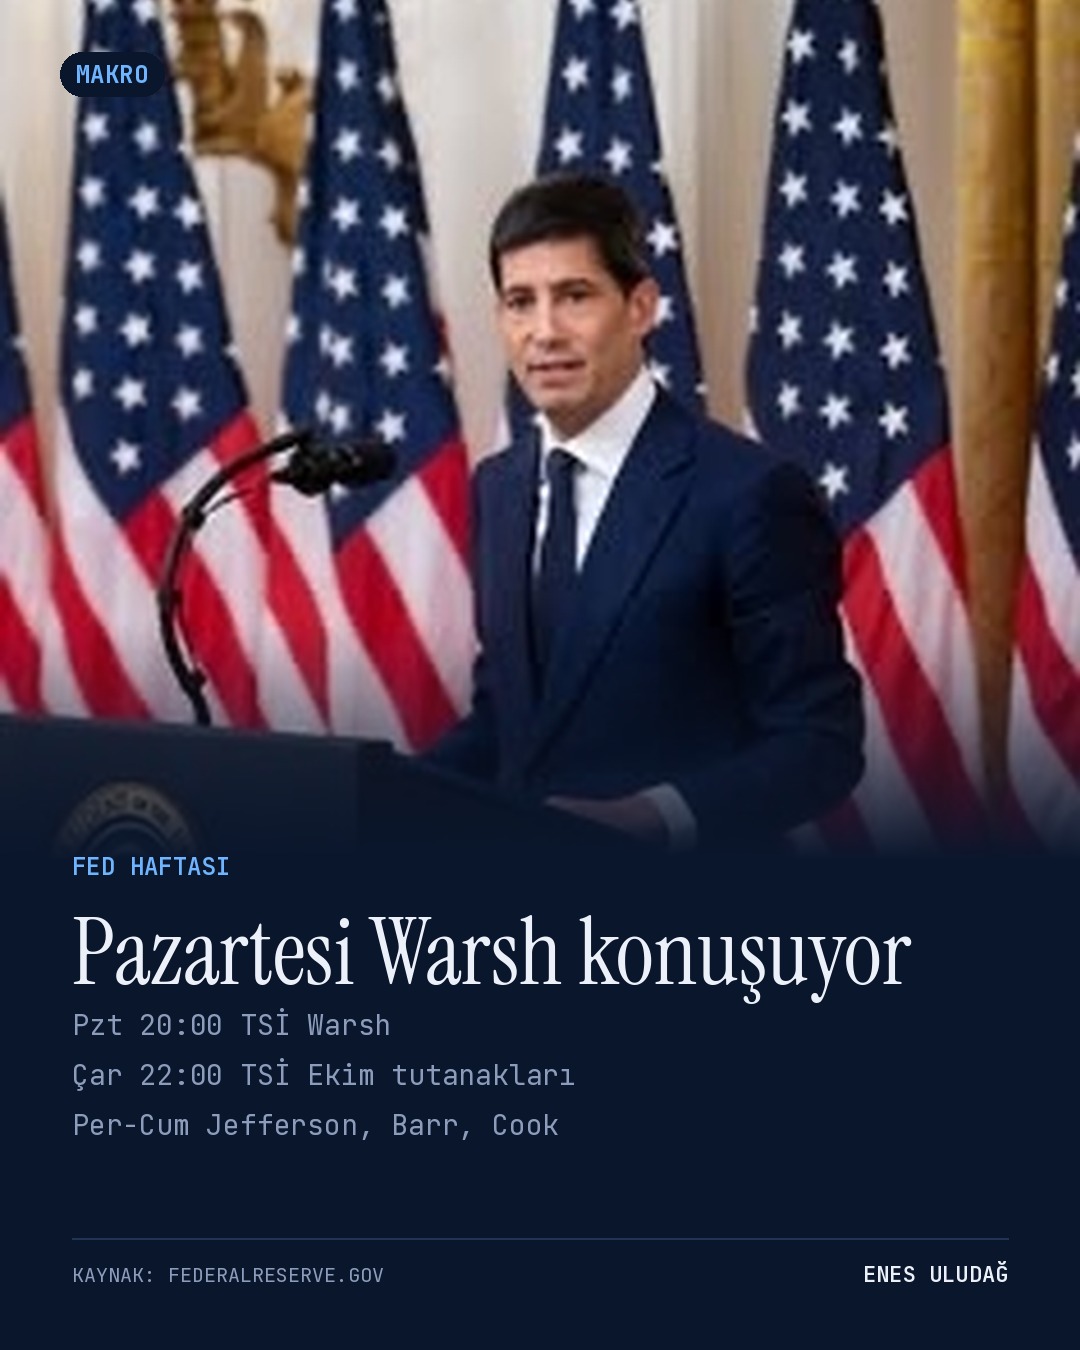 MAKRO
FED HAFTASI
Pazartesi Warsh konuşuyor
Pzt 20:00 TSİ Warsh
Çar 22:00 TSİ Ekim tutanakları
Per-Cum Jefferson, Barr, Cook
KAYNAK: FEDERALRESERVE.GOV
ENES ULUDAĞ